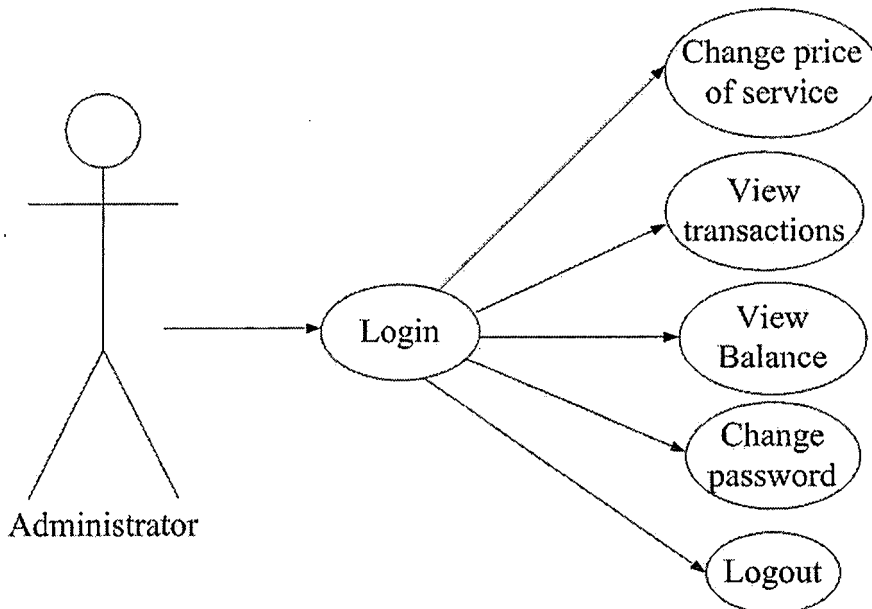 Change price
of service
View
transactions
Login
View
Balance
Change
password
Administrator
Logout